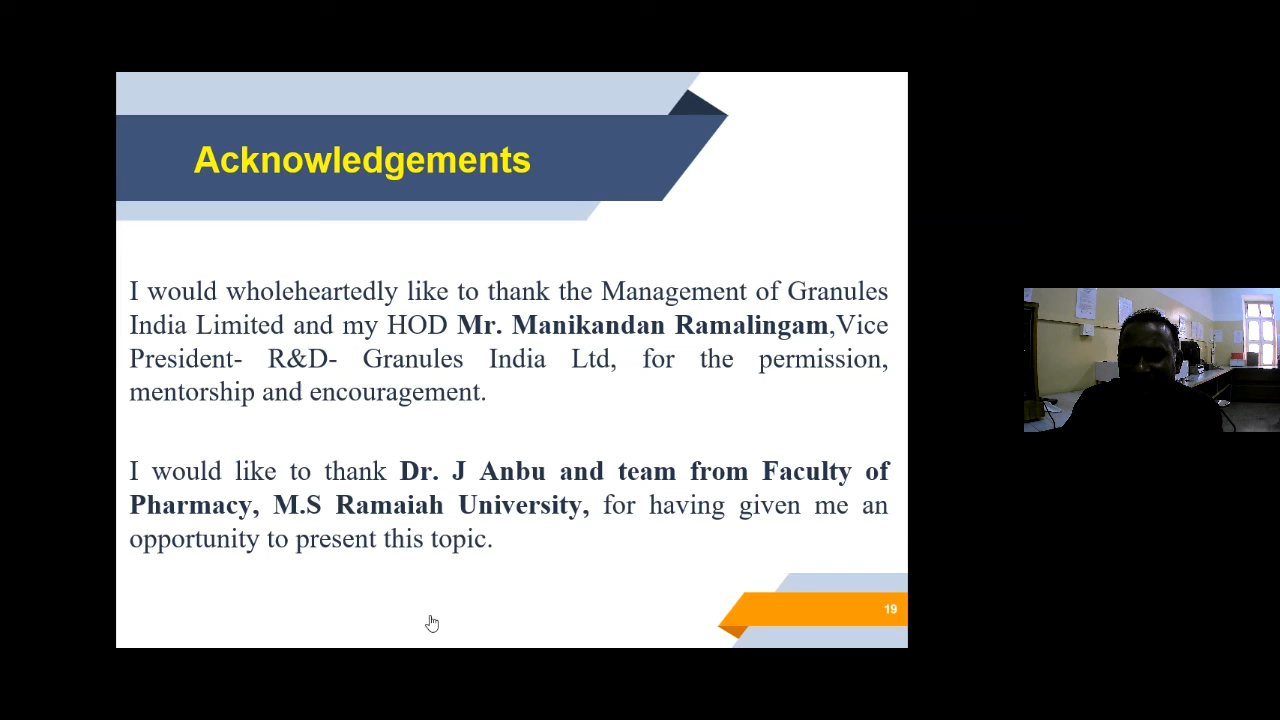 Acknowledgements
I would wholeheartedly like to thank the Management of Granules
India Limited and my HOD Mr. Manikandan Ramalingam,Vice
President- R&D- Granules India Ltd, for the permission,
mentorship and encouragement.
I would like to thank Dr. J Anbu and team from Faculty of
Pharmacy, M.S Ramaiah University, for having given me an
opportunity to present this topic.
19